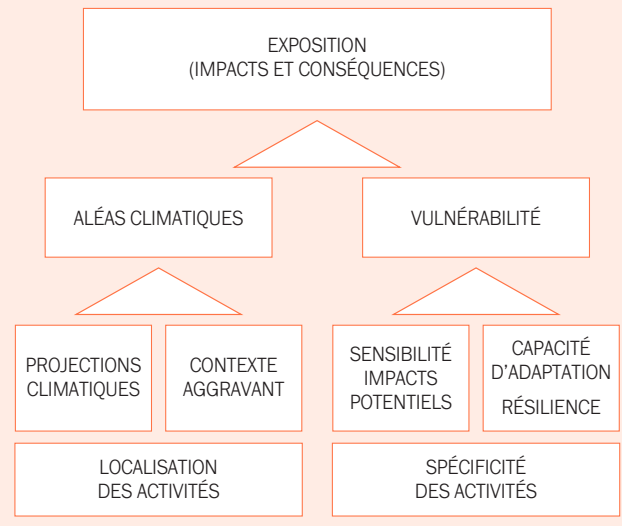 EXPOSITION
(IMPACTS ET CONSÉQUENCES)
ALÉAS CLIMATIQUES
VULNÉRABILITÉ
PROJECTIONS
CLIMATIQUES
CONTEXTE
AGGRAVANT
SENSIBILITÉ
IMPACTS
POTENTIELS
CAPACITÉ
D'ADAPTATION
RÉSILIENCE
LOCALISATION
DES ACTIVITÉS
SPÉCIFICITÉ
DES ACTIVITÉS